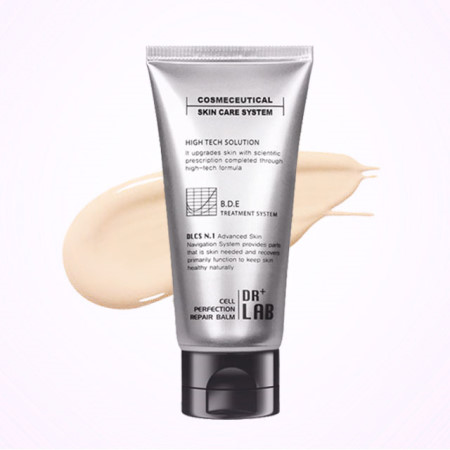 COSMECEUTICAL
SKIN CARE SYSTEM
HIGH TECH SOLUTION
It upgrades skin with scientific
prescription completed through
high-tech formula
B.D.E
TREATMENT SYSTEM
BLCS N.1 Advanced Skin
Navigation System provides parts
that is skin needed and recovers
primarily function to keep skin
healthy naturally
CELL
PERFECTION
REPAIR BALM
DR+
LAB